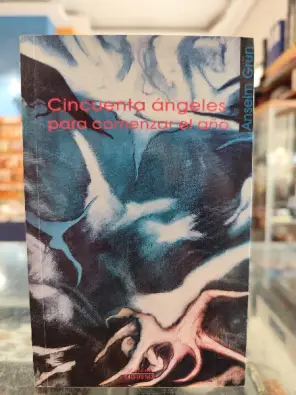 Cincuenta ángeles
para comenzar el año
Anselm Grün